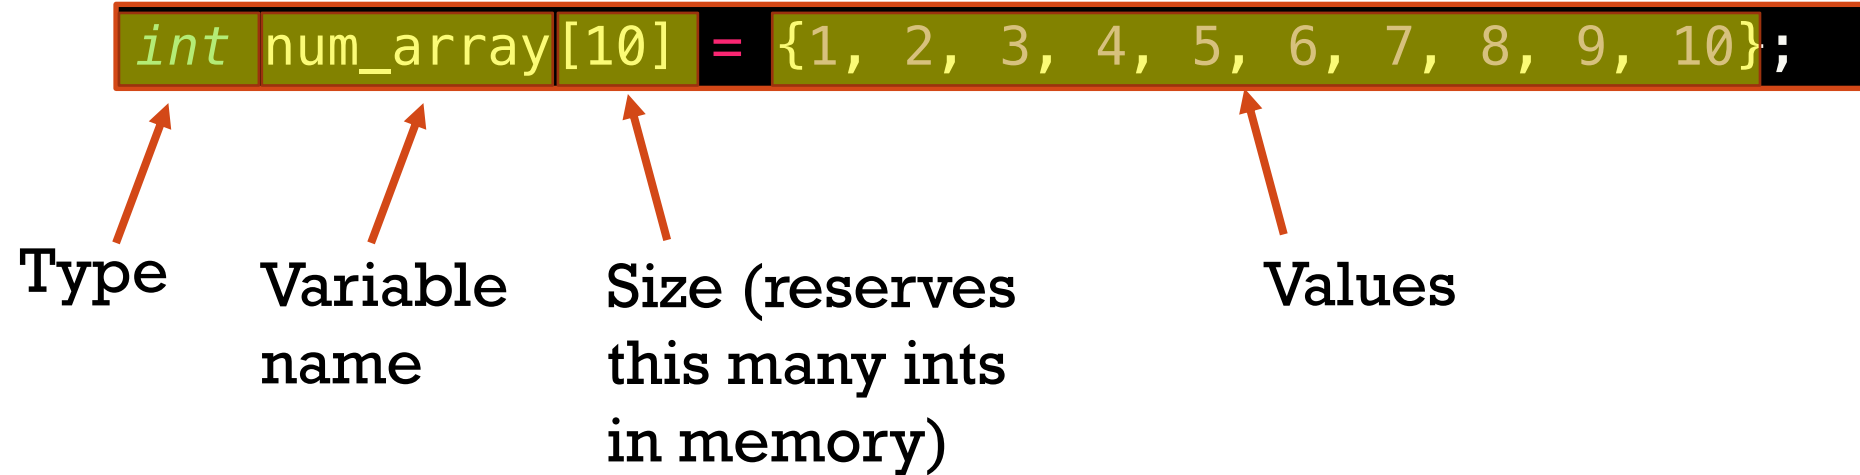 int num_array[10] = {1, 2, 3, 4, 5, 6, 7, 8, 9, 10};
Type
Variable
name
Size (reserves
this many ints
in memory)
Values